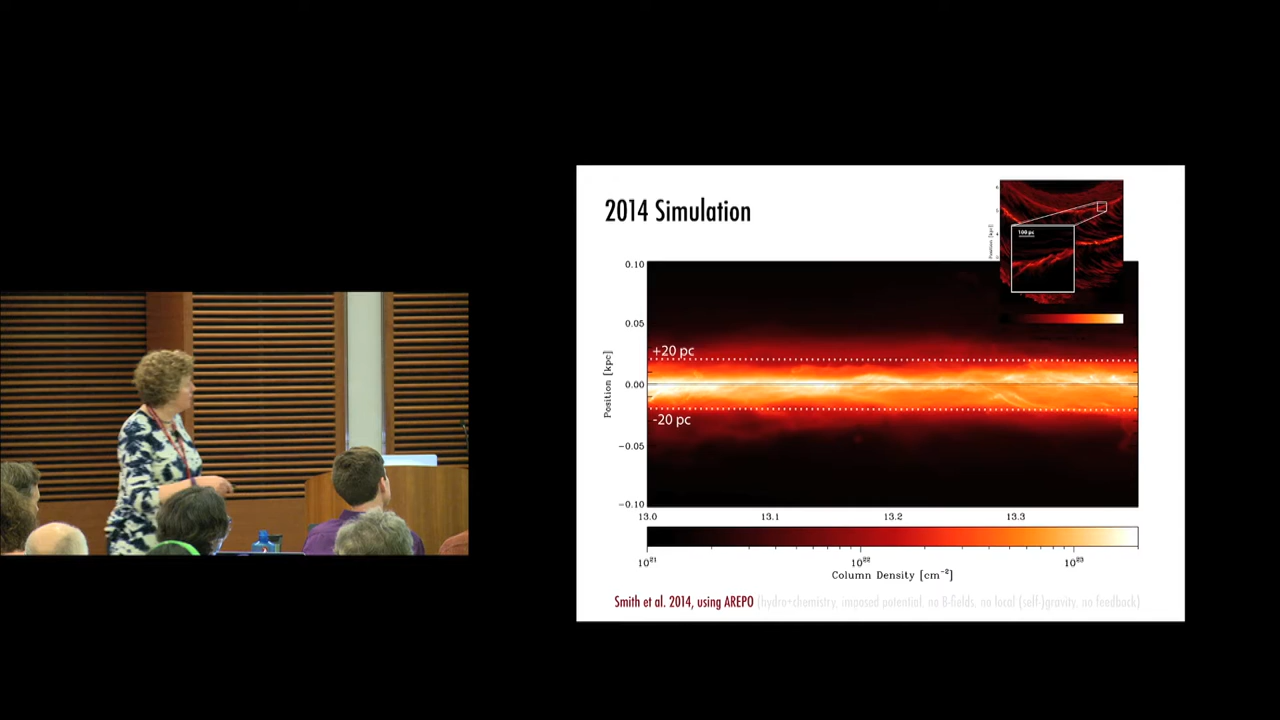 2014 Simulation
100 pc
Position [kpc]
0.10
0.05
0.00
−0.05
−0.10
+20 pc
-20 pc
13.0 13.1 13.2 13.3
10²¹ 10²² 10²³
Column Density [cm⁻²]
Smith et al. 2014, using AREPO (hydro+chemistry, imposed potential, no B-fields, no local (self-)gravity, no feedback)